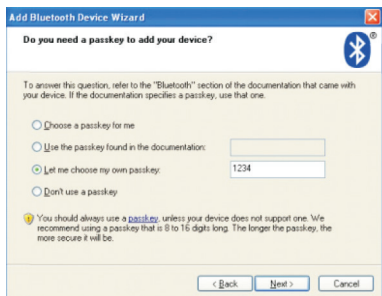 Add Bluetooth Device Wizard
Do you need a passkey to add your device?
®
To answer this question, refer to the "Bluetooth" section of the documentation that came with
your device. If the documentation specifies a passkey, use that one.
Choose a passkey for me
Use the passkey found in the documentation:
Let me choose my own passkey: 1234
Don't use a passkey
You should always use a passkey, unless your device does not support one. We
recommend using a passkey that is 8 to 16 digits long. The longer the passkey, the
more secure it will be.
< Back Next > Cancel